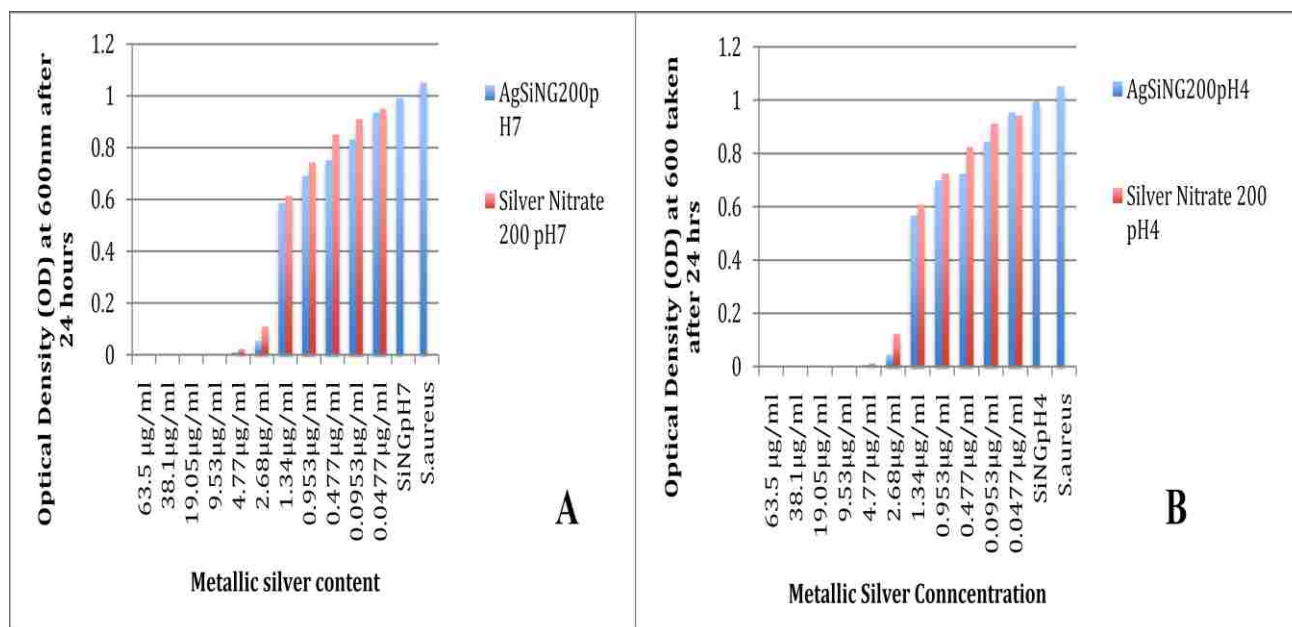 Optical Density (OD) at 600nm after
24 hours
1.2
1
0.8
0.6
0.4
0.2
0
63.5 µg/ml
38.1µg/ml
19.05µg/ml
9.53µg/ml
4.77µg/ml
2.68µg/ml
1.34µg/ml
0.953µg/ml
0.477µg/ml
0.0953µg/ml
0.0477µg/ml
SiNGpH7
S.aureus
Metallic silver content
AgSiNG200p
H7
Silver Nitrate
200 pH7
A
Optical Density (OD) at 600 taken
after 24 hrs
1.2
1
0.8
0.6
0.4
0.2
0
63.5 µg/ml
38.1µg/ml
19.05µg/ml
9.53µg/ml
4.77µg/ml
2.68µg/ml
1.34µg/ml
0.953µg/ml
0.477µg/ml
0.0953µg/ml
0.0477µg/ml
SiNGpH4
S.aureus
Metallic Silver Conncentration
AgSiNG200pH4
Silver Nitrate 200
pH4
B